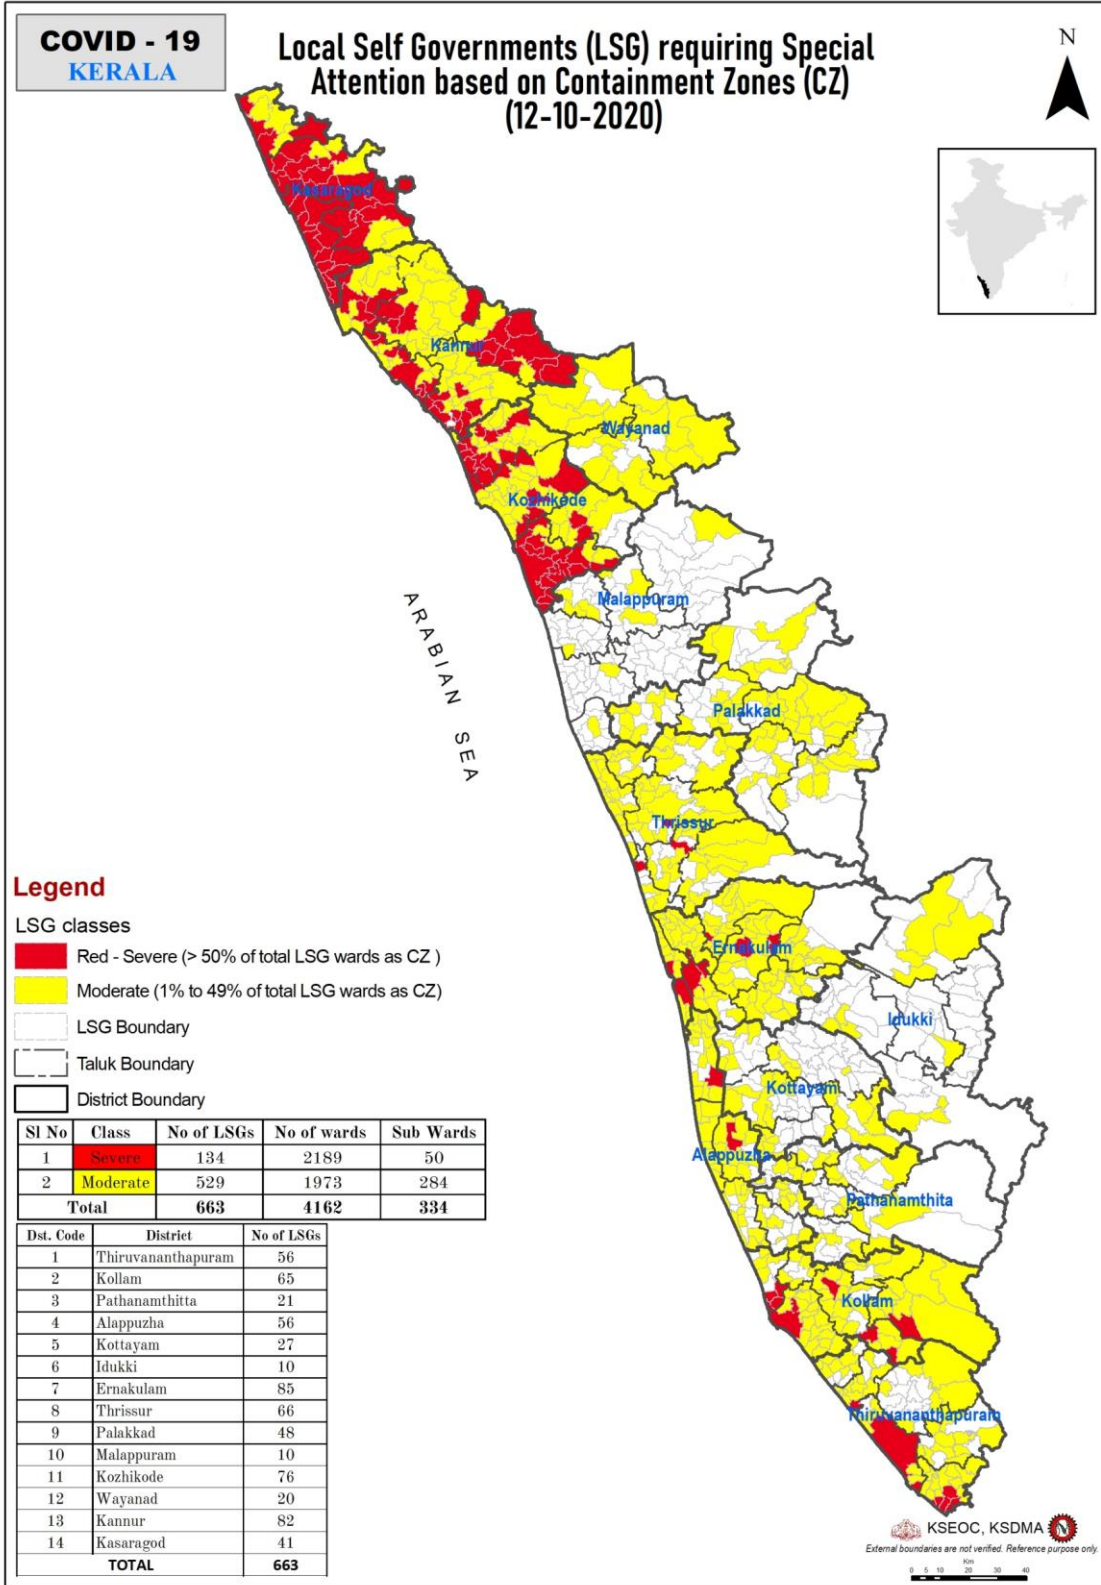 COVID - 19
KERALA
Local Self Governments (LSG) requiring Special
Attention based on Containment Zones (CZ)
(12-10-2020)
N
Kasaragod
Kannur
Wayanad
Kozhikode
Malappuram
ARABIAN SEA
Palakkad
Thrissur
Ernakulam
Idukki
Kottayam
Alappuzha
Pathanamthita
Kollam
Thiruvananthapuram
Legend
LSG classes
Red - Severe (> 50% of total LSG wards as CZ )
Moderate (1% to 49% of total LSG wards as CZ)
LSG Boundary
Taluk Boundary
District Boundary
Sl No Class No of LSGs No of wards Sub Wards
1 Severe 134 2189 50
2 Moderate 529 1973 284
Total 663 4162 334
Dst. Code District No of LSGs
1 Thiruvananthapuram 56
2 Kollam 65
3 Pathanamthitta 21
4 Alappuzha 56
5 Kottayam 27
6 Idukki 10
7 Ernakulam 85
8 Thrissur 66
9 Palakkad 48
10 Malappuram 10
11 Kozhikode 76
12 Wayanad 20
13 Kannur 82
14 Kasaragod 41
TOTAL 663
KSEOC, KSDMA
External boundaries are not verified. Reference purpose only.
Km
0 5 10 20 30 40